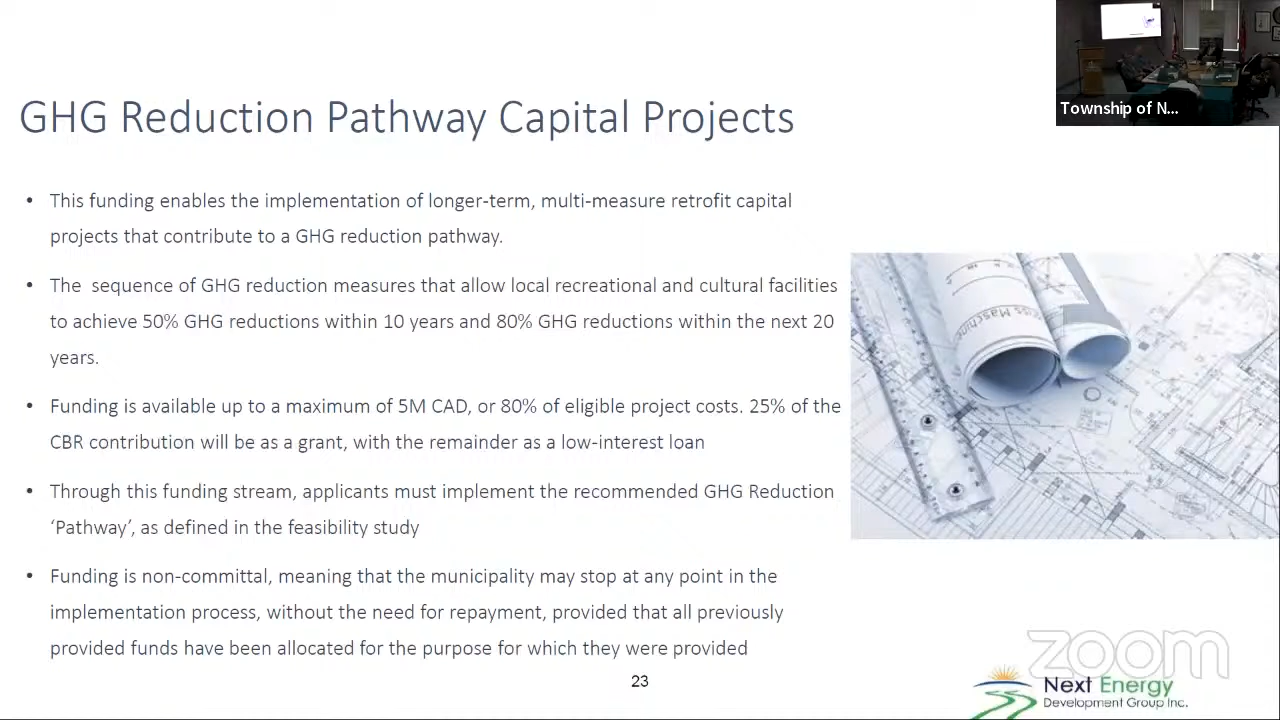 Township of N...
GHG Reduction Pathway Capital Projects
• This funding enables the implementation of longer-term, multi-measure retrofit capital
projects that contribute to a GHG reduction pathway.
• The  sequence of GHG reduction measures that allow local recreational and cultural facilities
to achieve 50% GHG reductions within 10 years and 80% GHG reductions within the next 20
years.
• Funding is available up to a maximum of 5M CAD, or 80% of eligible project costs. 25% of the
CBR contribution will be as a grant, with the remainder as a low-interest loan
• Through this funding stream, applicants must implement the recommended GHG Reduction
‘Pathway’, as defined in the feasibility study
• Funding is non-committal, meaning that the municipality may stop at any point in the
implementation process, without the need for repayment, provided that all previously
provided funds have been allocated for the purpose for which they were provided
23
zoom
Next Energy
Development Group Inc.